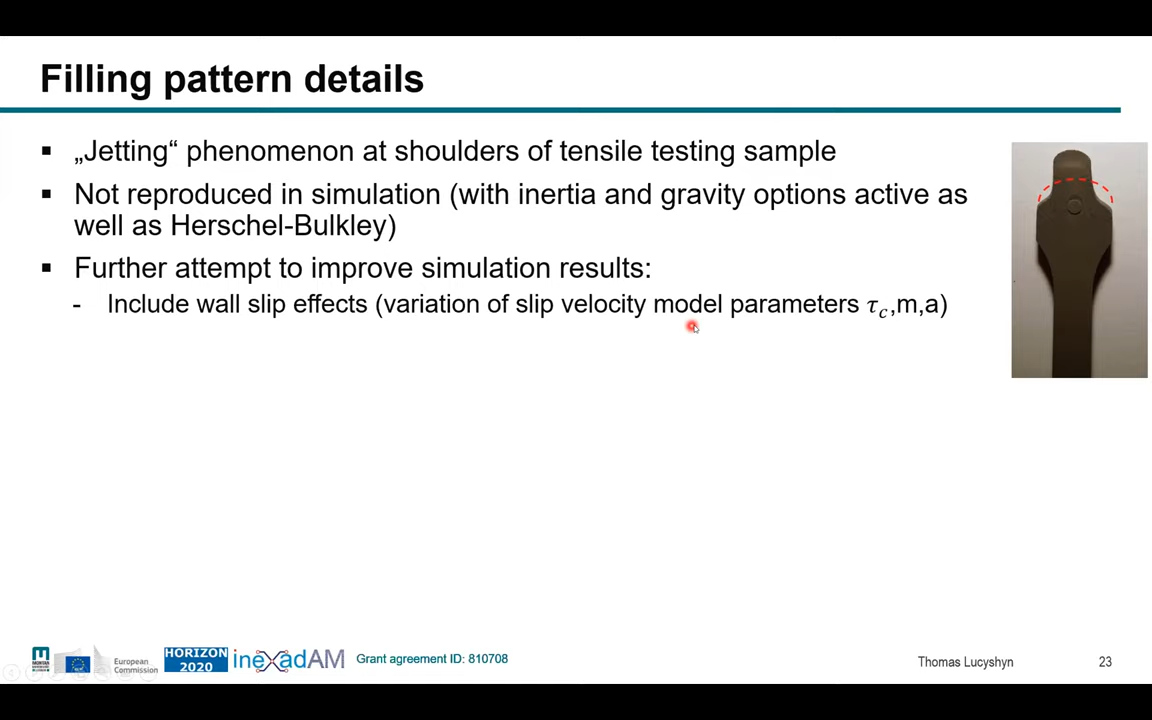 Filling pattern details
▪ „Jetting“ phenomenon at shoulders of tensile testing sample
▪ Not reproduced in simulation (with inertia and gravity options active as
well as Herschel-Bulkley)
▪ Further attempt to improve simulation results:
- Include wall slip effects (variation of slip velocity model parameters τ_c,m,a)
European
Commission
HORIZON
2020
inexadAM
Grant agreement ID: 810708
Thomas Lucyshyn
23